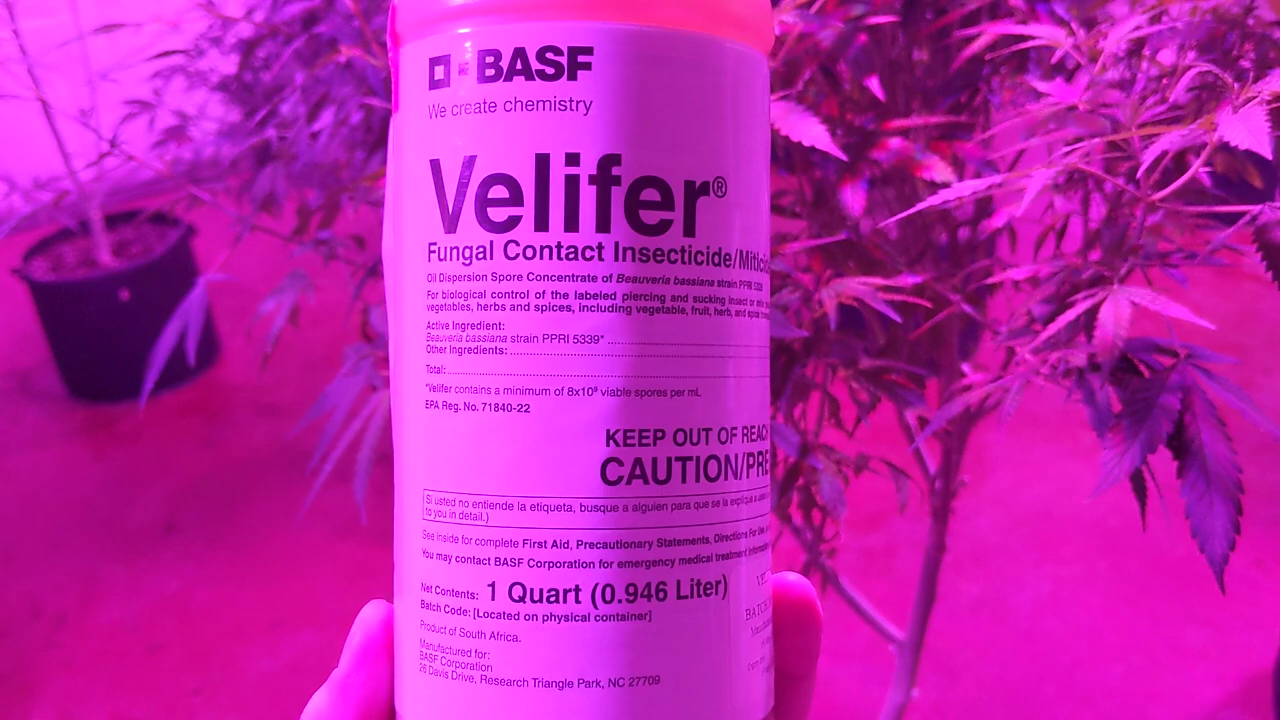 BASF
We create chemistry
Velifer®
Fungal Contact Insecticide/Mitici
Oil Dispersion Spore Concentrate of Beauveria bassiana strain PPRI 5339
For biological control of the labeled piercing and sucking insect or mite
vegetables, herbs and spices, including vegetable, fruit, herb, and spice
Active Ingredient:
Beauveria bassiana strain PPRI 5339*
Other Ingredients:
Total:
*Velifer contains a minimum of 8x10⁹ viable spores per mL
EPA Reg. No. 71840-22
KEEP OUT OF REACH
CAUTION/PRE
Si usted no entiende la etiqueta, busque a alguien para que se la explique a
to you in detail.)
See inside for complete First Aid, Precautionary Statements, Directions For Use,
You may contact BASF Corporation for emergency medical treatment
Net Contents: 1 Quart (0.946 Liter)
Batch Code: [Located on physical container]
Product of South Africa.
Manufactured for:
BASF Corporation
26 Davis Drive, Research Triangle Park, NC 27709